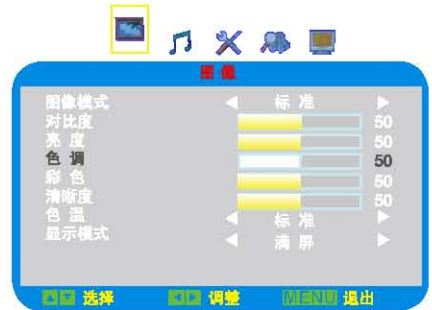 图像
图像模式 标准
对比度 50
亮度 50
色调 50
彩色 50
清晰度 50
色温 标准
显示模式 满屏
选择 调整 MENU 退出